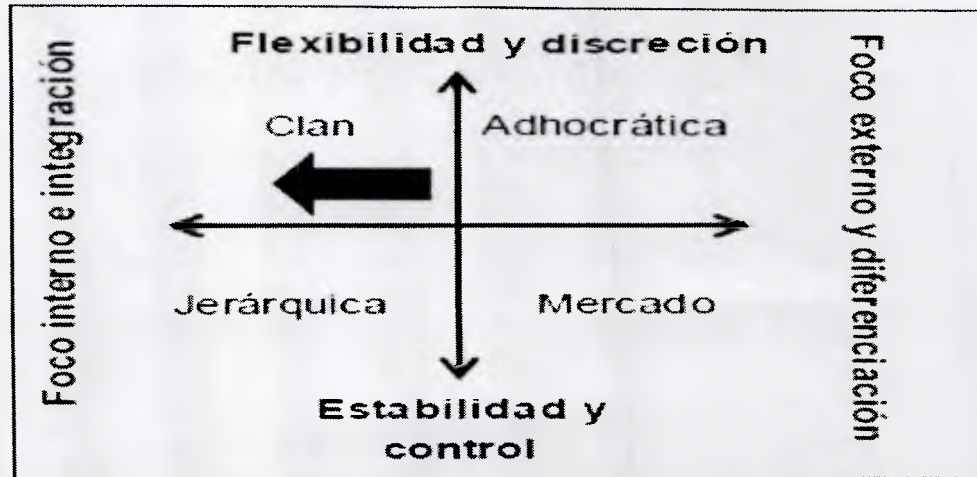 Flexibilidad y discreción
Foco interno e integración
Clan
Adhocrática
Foco externo y diferenciación
Jerárquica
Mercado
Estabilidad y
control